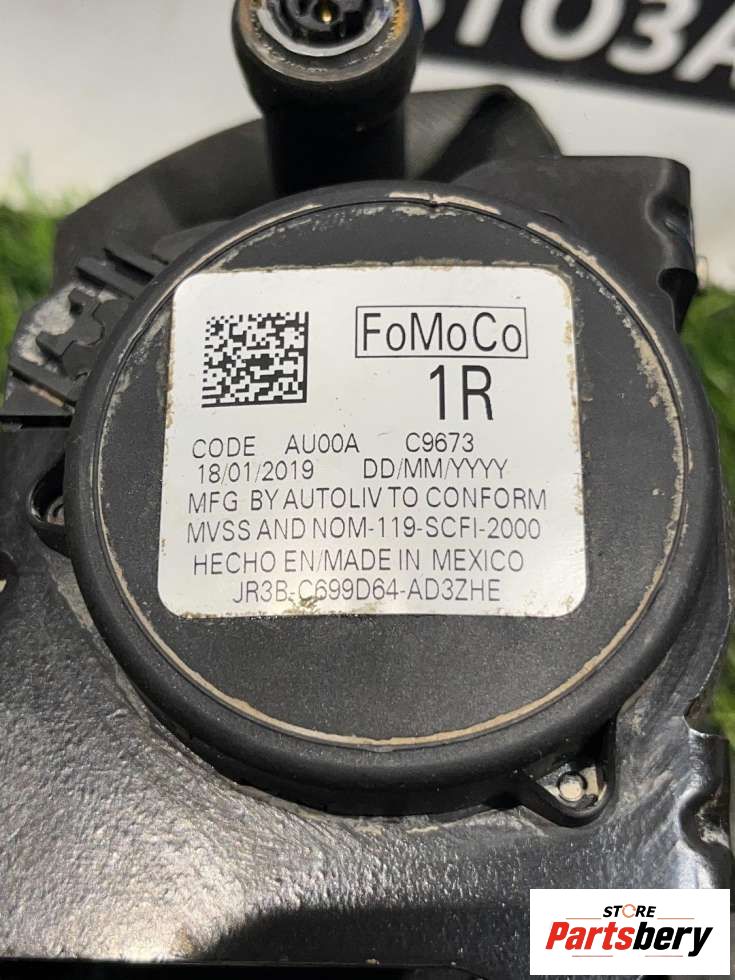 TO3A
FoMoCo
1R
CODE AU00A C9673
18/01/2019 DD/MM/YYYY
MFG BY AUTOLIV TO CONFORM
MVSS AND NOM-119-SCFI-2000
HECHO EN/MADE IN MEXICO
JR3B-C699D64-AD3ZHE
STORE
Partsbery